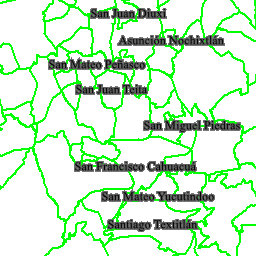 San Juan Diuxi
Asunción Nochixtlán
San Mateo Peñasco
San Juan Teita
San Miguel Piedras
San Francisco Cahuacuá
San Mateo Yucutindoo
Santiago Textitlán